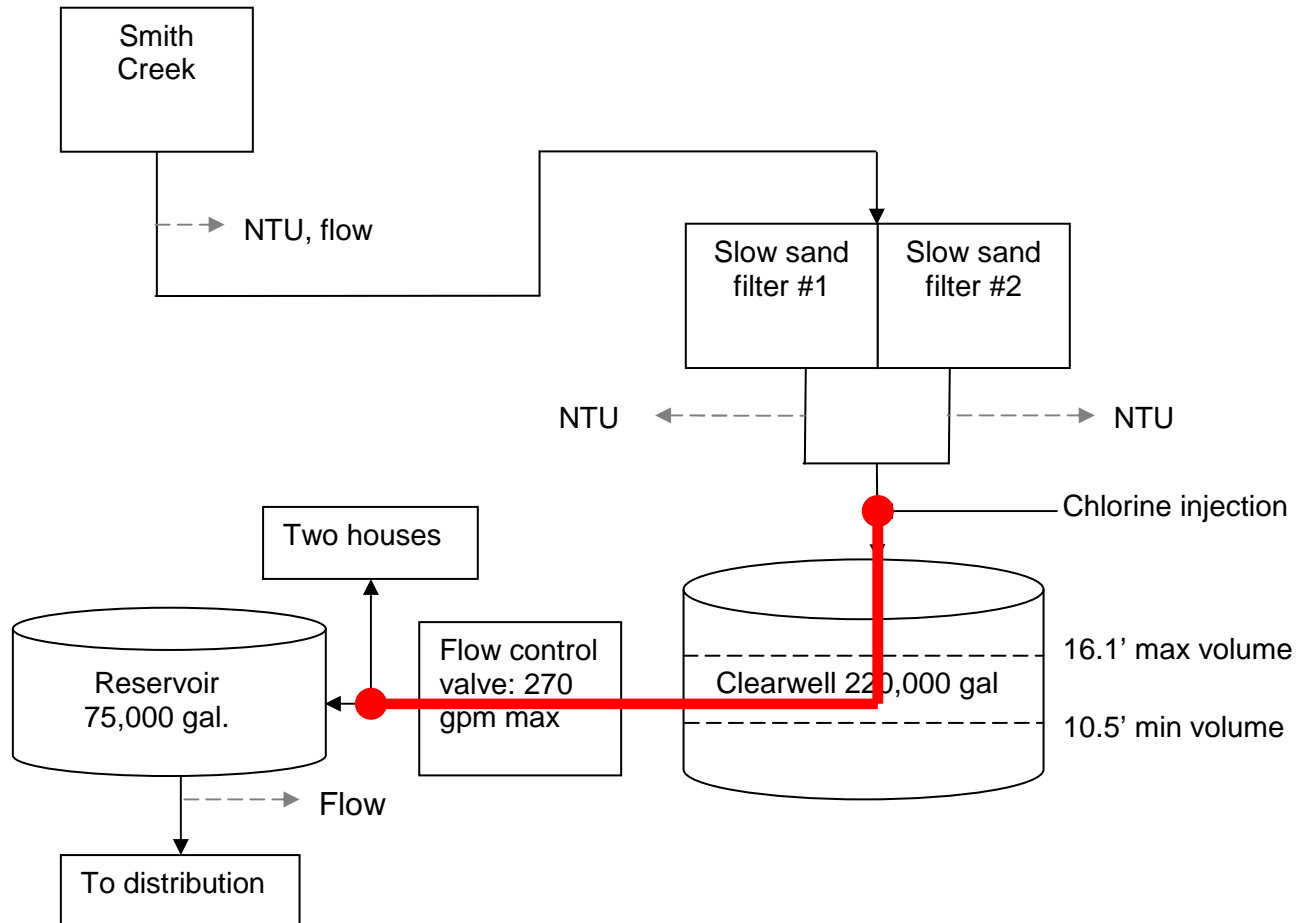 Smith
Creek
NTU, flow
Slow sand
filter #1
Slow sand
filter #2
NTU
NTU
Chlorine injection
Two houses
Flow control
valve: 270
gpm max
Reservoir
75,000 gal.
Clearwell 220,000 gal
16.1’ max volume
10.5’ min volume
Flow
To distribution